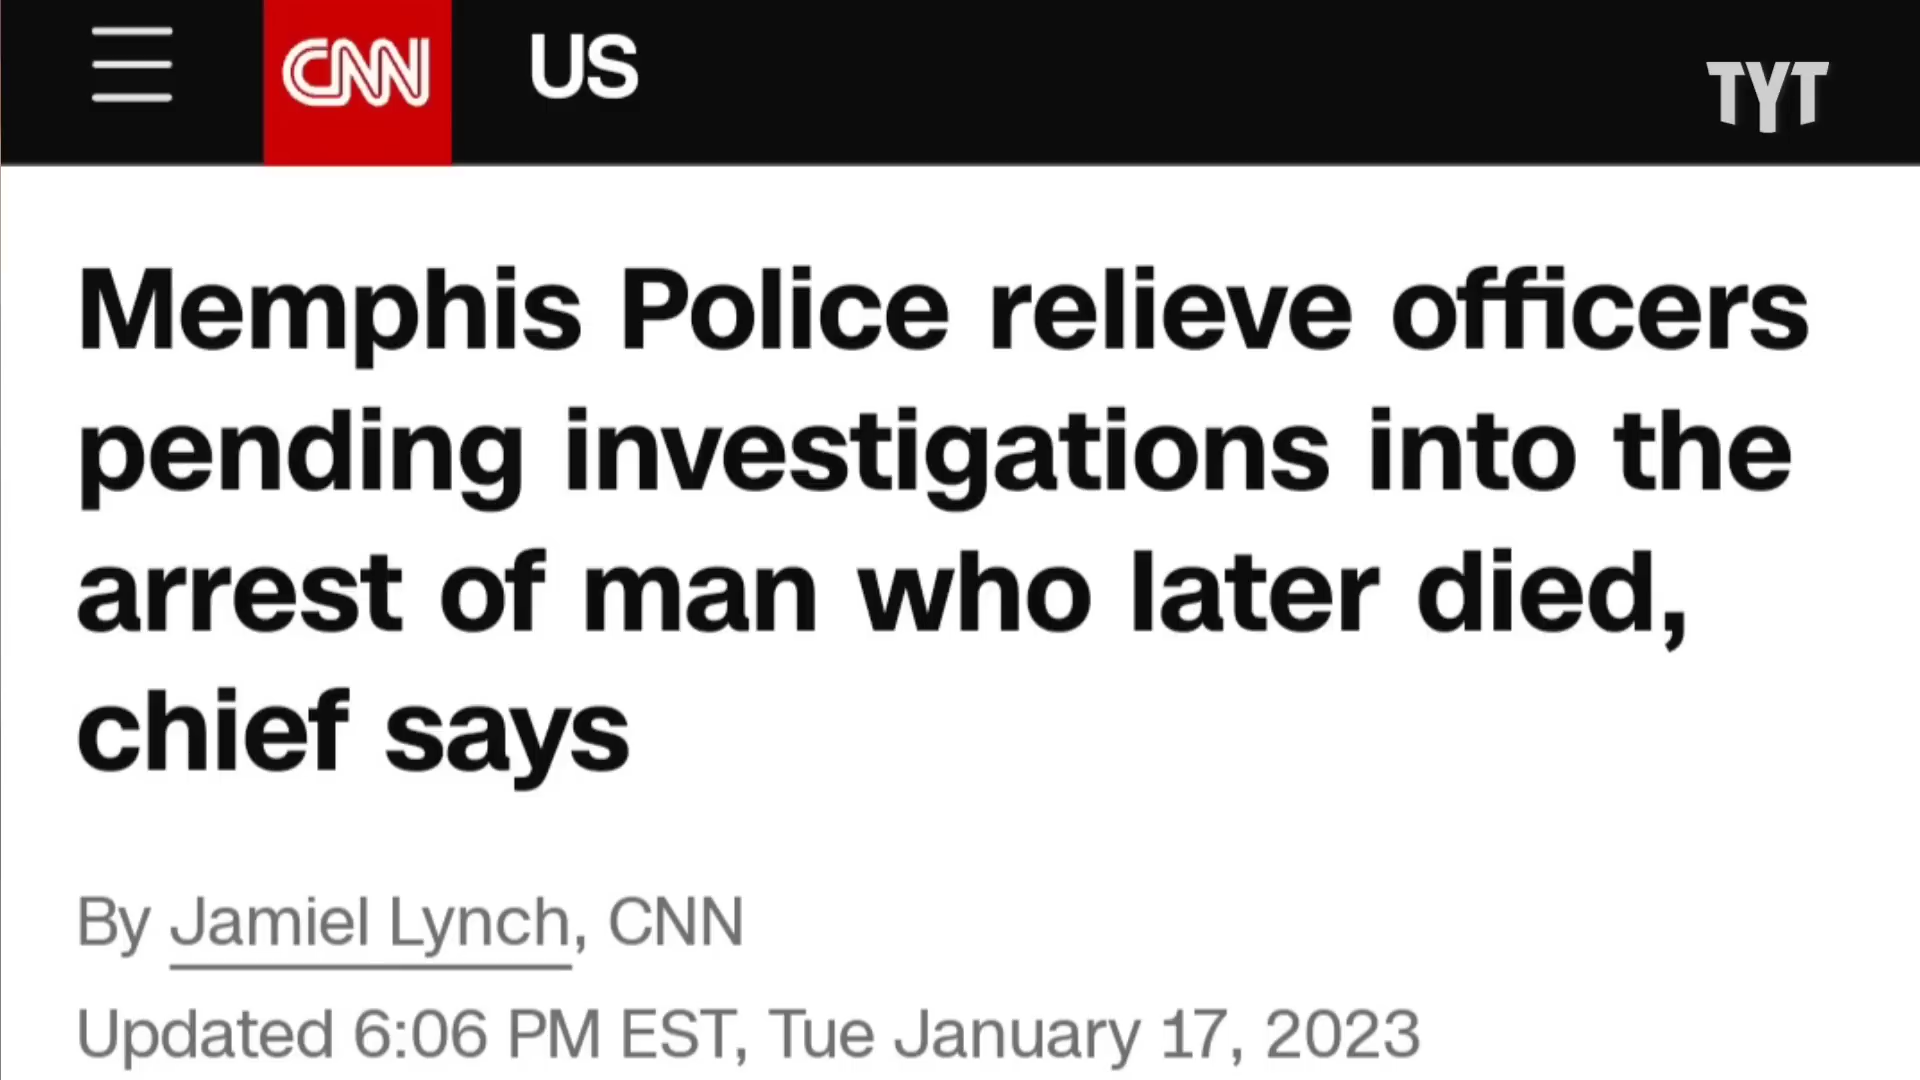 CNN US
TYT
Memphis Police relieve officers
pending investigations into the
arrest of man who later died,
chief says
By Jamiel Lynch, CNN
Updated 6:06 PM EST, Tue January 17, 2023